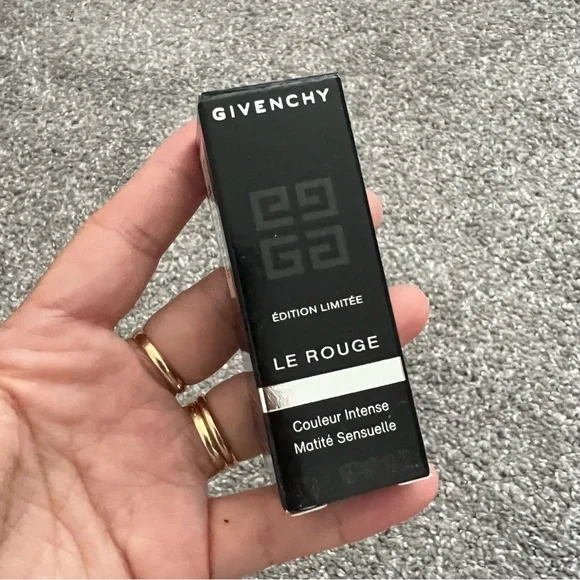 GIVENCHY
ÉDITION LIMITÉE
LE ROUGE
Couleur Intense
Matité Sensuelle